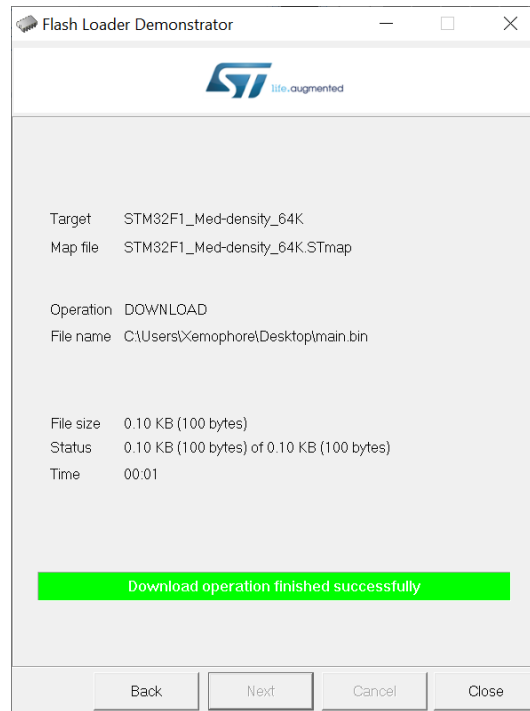 Flash Loader Demonstrator
ST life.augmented
Target STM32F1_Med-density_64K
Map file STM32F1_Med-density_64K.STmap
Operation DOWNLOAD
File name C:\Users\Xemophore\Desktop\main.bin
File size 0.10 KB (100 bytes)
Status 0.10 KB (100 bytes) of 0.10 KB (100 bytes)
Time 00:01
Download operation finished successfully
Back Next Cancel Close